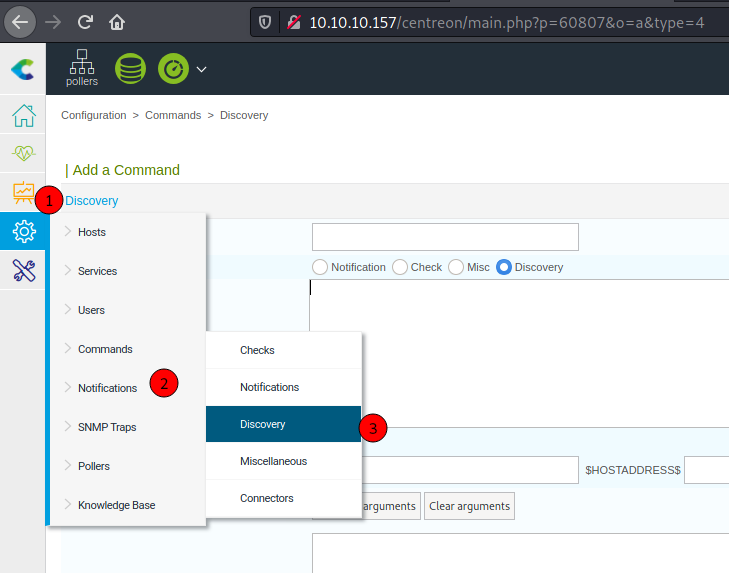 10.10.10.157/centreon/main.php?p=60807&o=a&type=4
pollers
Configuration > Commands > Discovery
Add a Command
1
Discovery
Hosts
Services
Users
Commands
Notifications
2
SNMP Traps
Pollers
Knowledge Base
Notification Check Misc Discovery
Checks
Notifications
Discovery
3
Miscellaneous
Connectors
$HOSTADDRESS$
arguments
Clear arguments